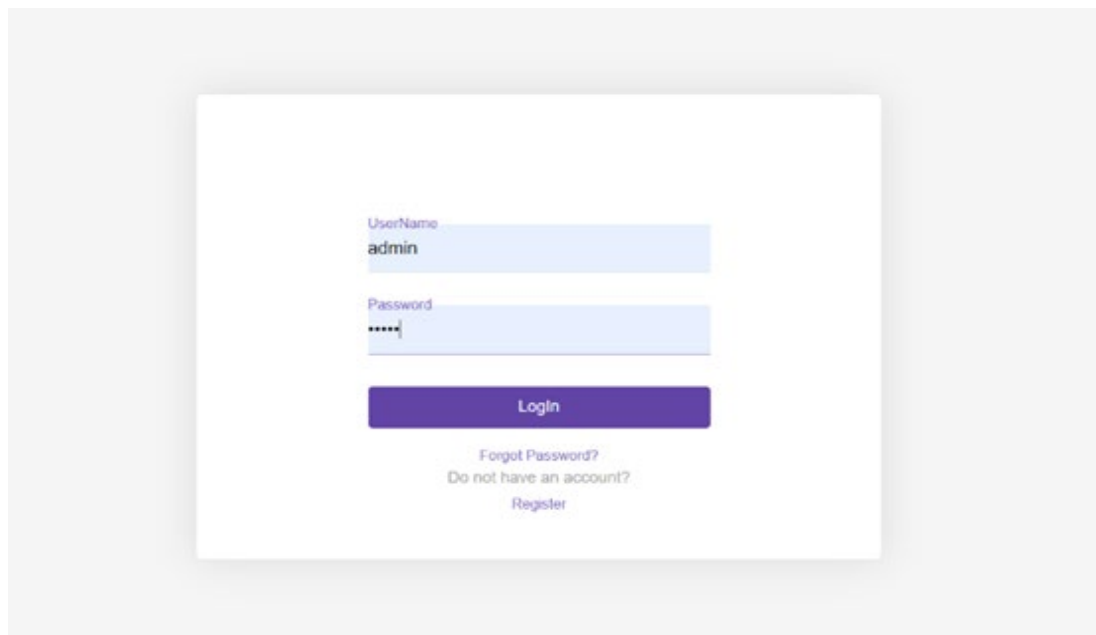 UserName
admin
Password
•••••
LogIn
Forgot Password?
Do not have an account?
Register